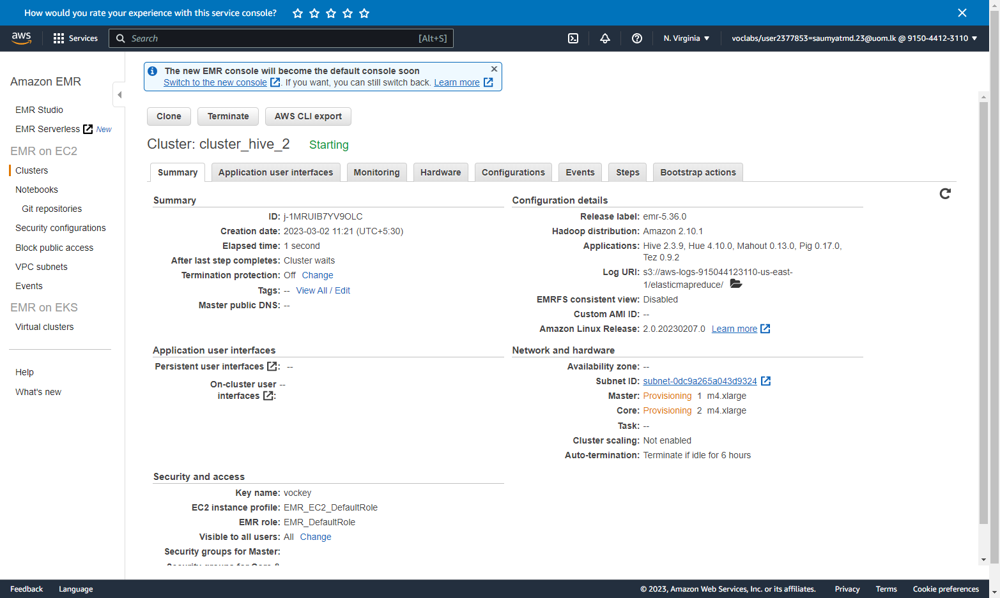 How would you rate your experience with this service console?
aws Services Search [Alt+S] N. Virginia voclabs/user2377853=saumyatmd.23@uom.lk @ 9150-4412-3110
Amazon EMR
EMR Studio
EMR Serverless New
EMR on EC2
Clusters
Notebooks
Git repositories
Security configurations
Block public access
VPC subnets
Events
EMR on EKS
Virtual clusters
Help
What's new
The new EMR console will become the default console soon
Switch to the new console. If you want, you can still switch back. Learn more
Clone Terminate AWS CLI export
Cluster: cluster_hive_2 Starting
Summary Application user interfaces Monitoring Hardware Configurations Events Steps Bootstrap actions
Summary
ID: j-1MRUIB7YV9OLC
Creation date: 2023-03-02 11:21 (UTC+5:30)
Elapsed time: 1 second
After last step completes: Cluster waits
Termination protection: Off Change
Tags: -- View All / Edit
Master public DNS: --
Configuration details
Release label: emr-5.36.0
Hadoop distribution: Amazon 2.10.1
Applications: Hive 2.3.9, Hue 4.10.0, Mahout 0.13.0, Pig 0.17.0,
Tez 0.9.2
Log URI: s3://aws-logs-915044123110-us-east-
1/elasticmapreduce/
EMRFS consistent view: Disabled
Custom AMI ID: --
Amazon Linux Release: 2.0.20230207.0 Learn more
Application user interfaces
Persistent user interfaces : --
On-cluster user --
interfaces :
Network and hardware
Availability zone: --
Subnet ID: subnet-0dc9a265a043d9324
Master: Provisioning 1 m4.xlarge
Core: Provisioning 2 m4.xlarge
Task: --
Cluster scaling: Not enabled
Auto-termination: Terminate if idle for 6 hours
Security and access
Key name: vockey
EC2 instance profile: EMR_EC2_DefaultRole
EMR role: EMR_DefaultRole
Visible to all users: All Change
Security groups for Master:
Security groups for Core &
Feedback Language © 2023, Amazon Web Services, Inc. or its affiliates. Privacy Terms Cookie preferences